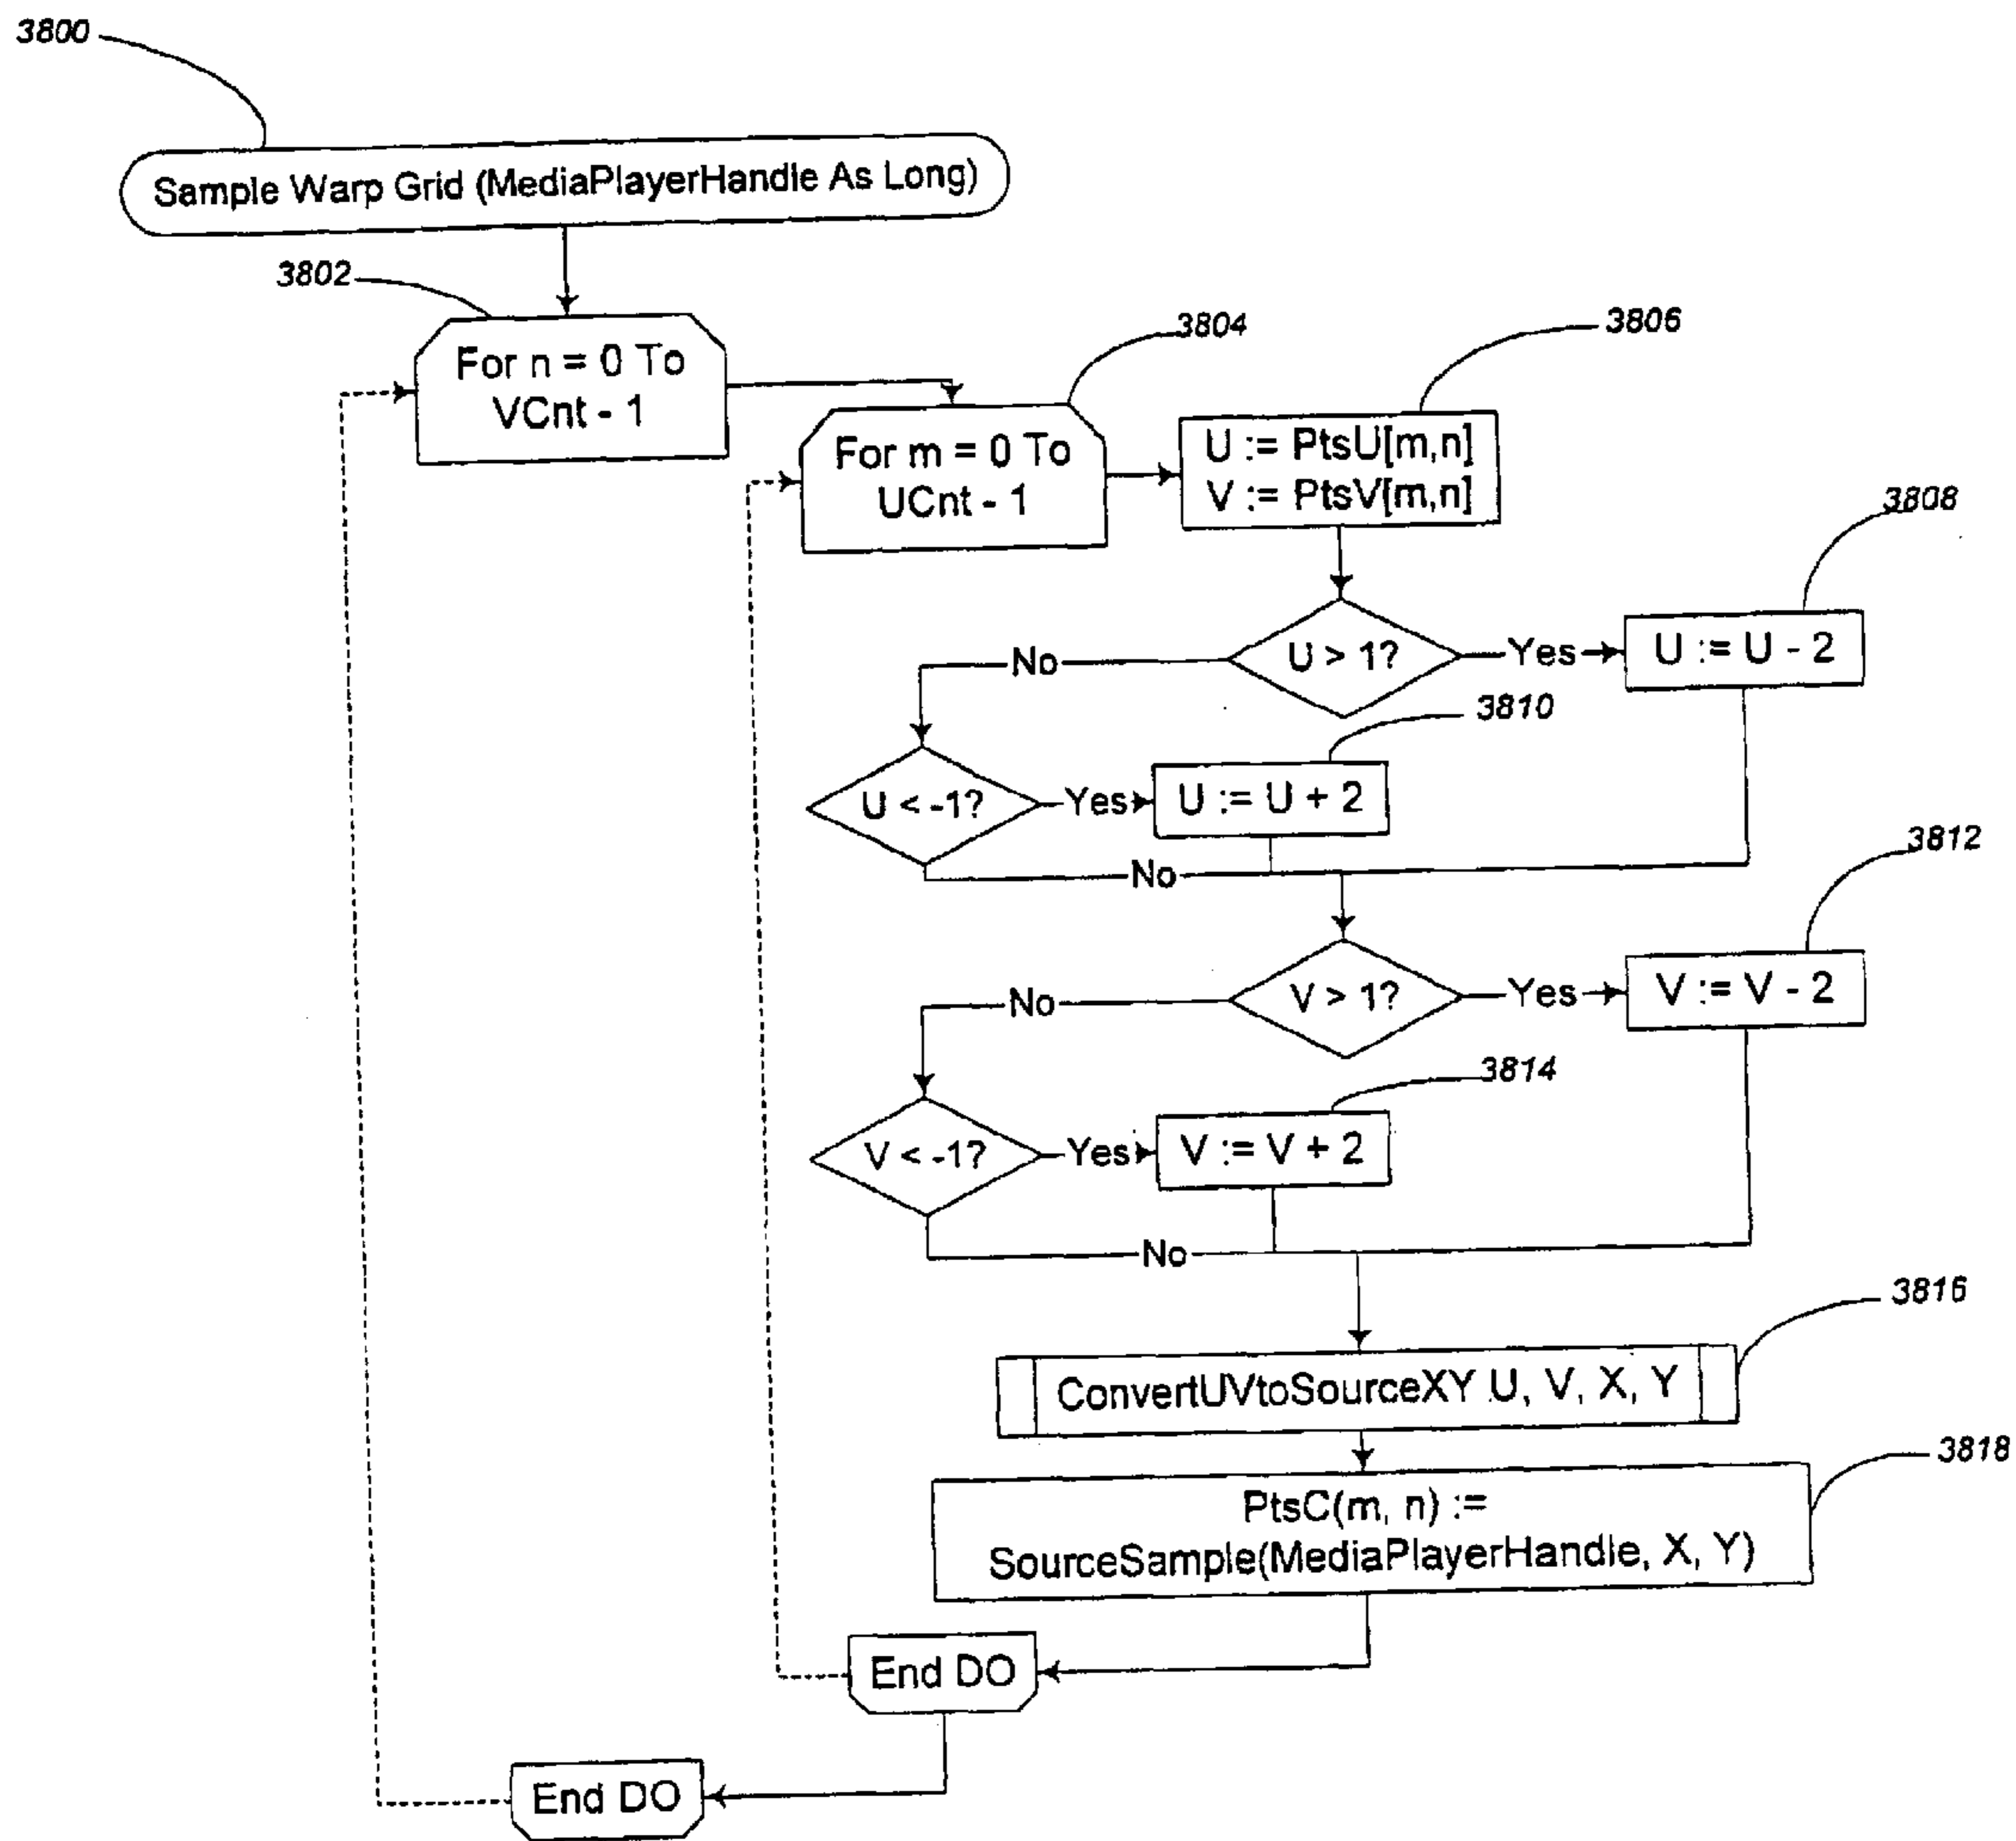 3800
Sample Warp Grid (MediaPlayerHandle As Long)
3802
For n = 0 To
VCnt - 1
3804
For m = 0 To
UCnt - 1
3806
U := PtsU[m,n]
V := PtsV[m,n]
3808
U > 1?
Yes
U := U - 2
No
3810
U < -1?
Yes
U := U + 2
No
3812
V > 1?
Yes
V := V - 2
No
3814
V < -1?
Yes
V := V + 2
No
3816
ConvertUVtoSourceXY U, V, X, Y
3818
PtsC(m, n) :=
SourceSample(MediaPlayerHandle, X, Y)
End DO
End DO